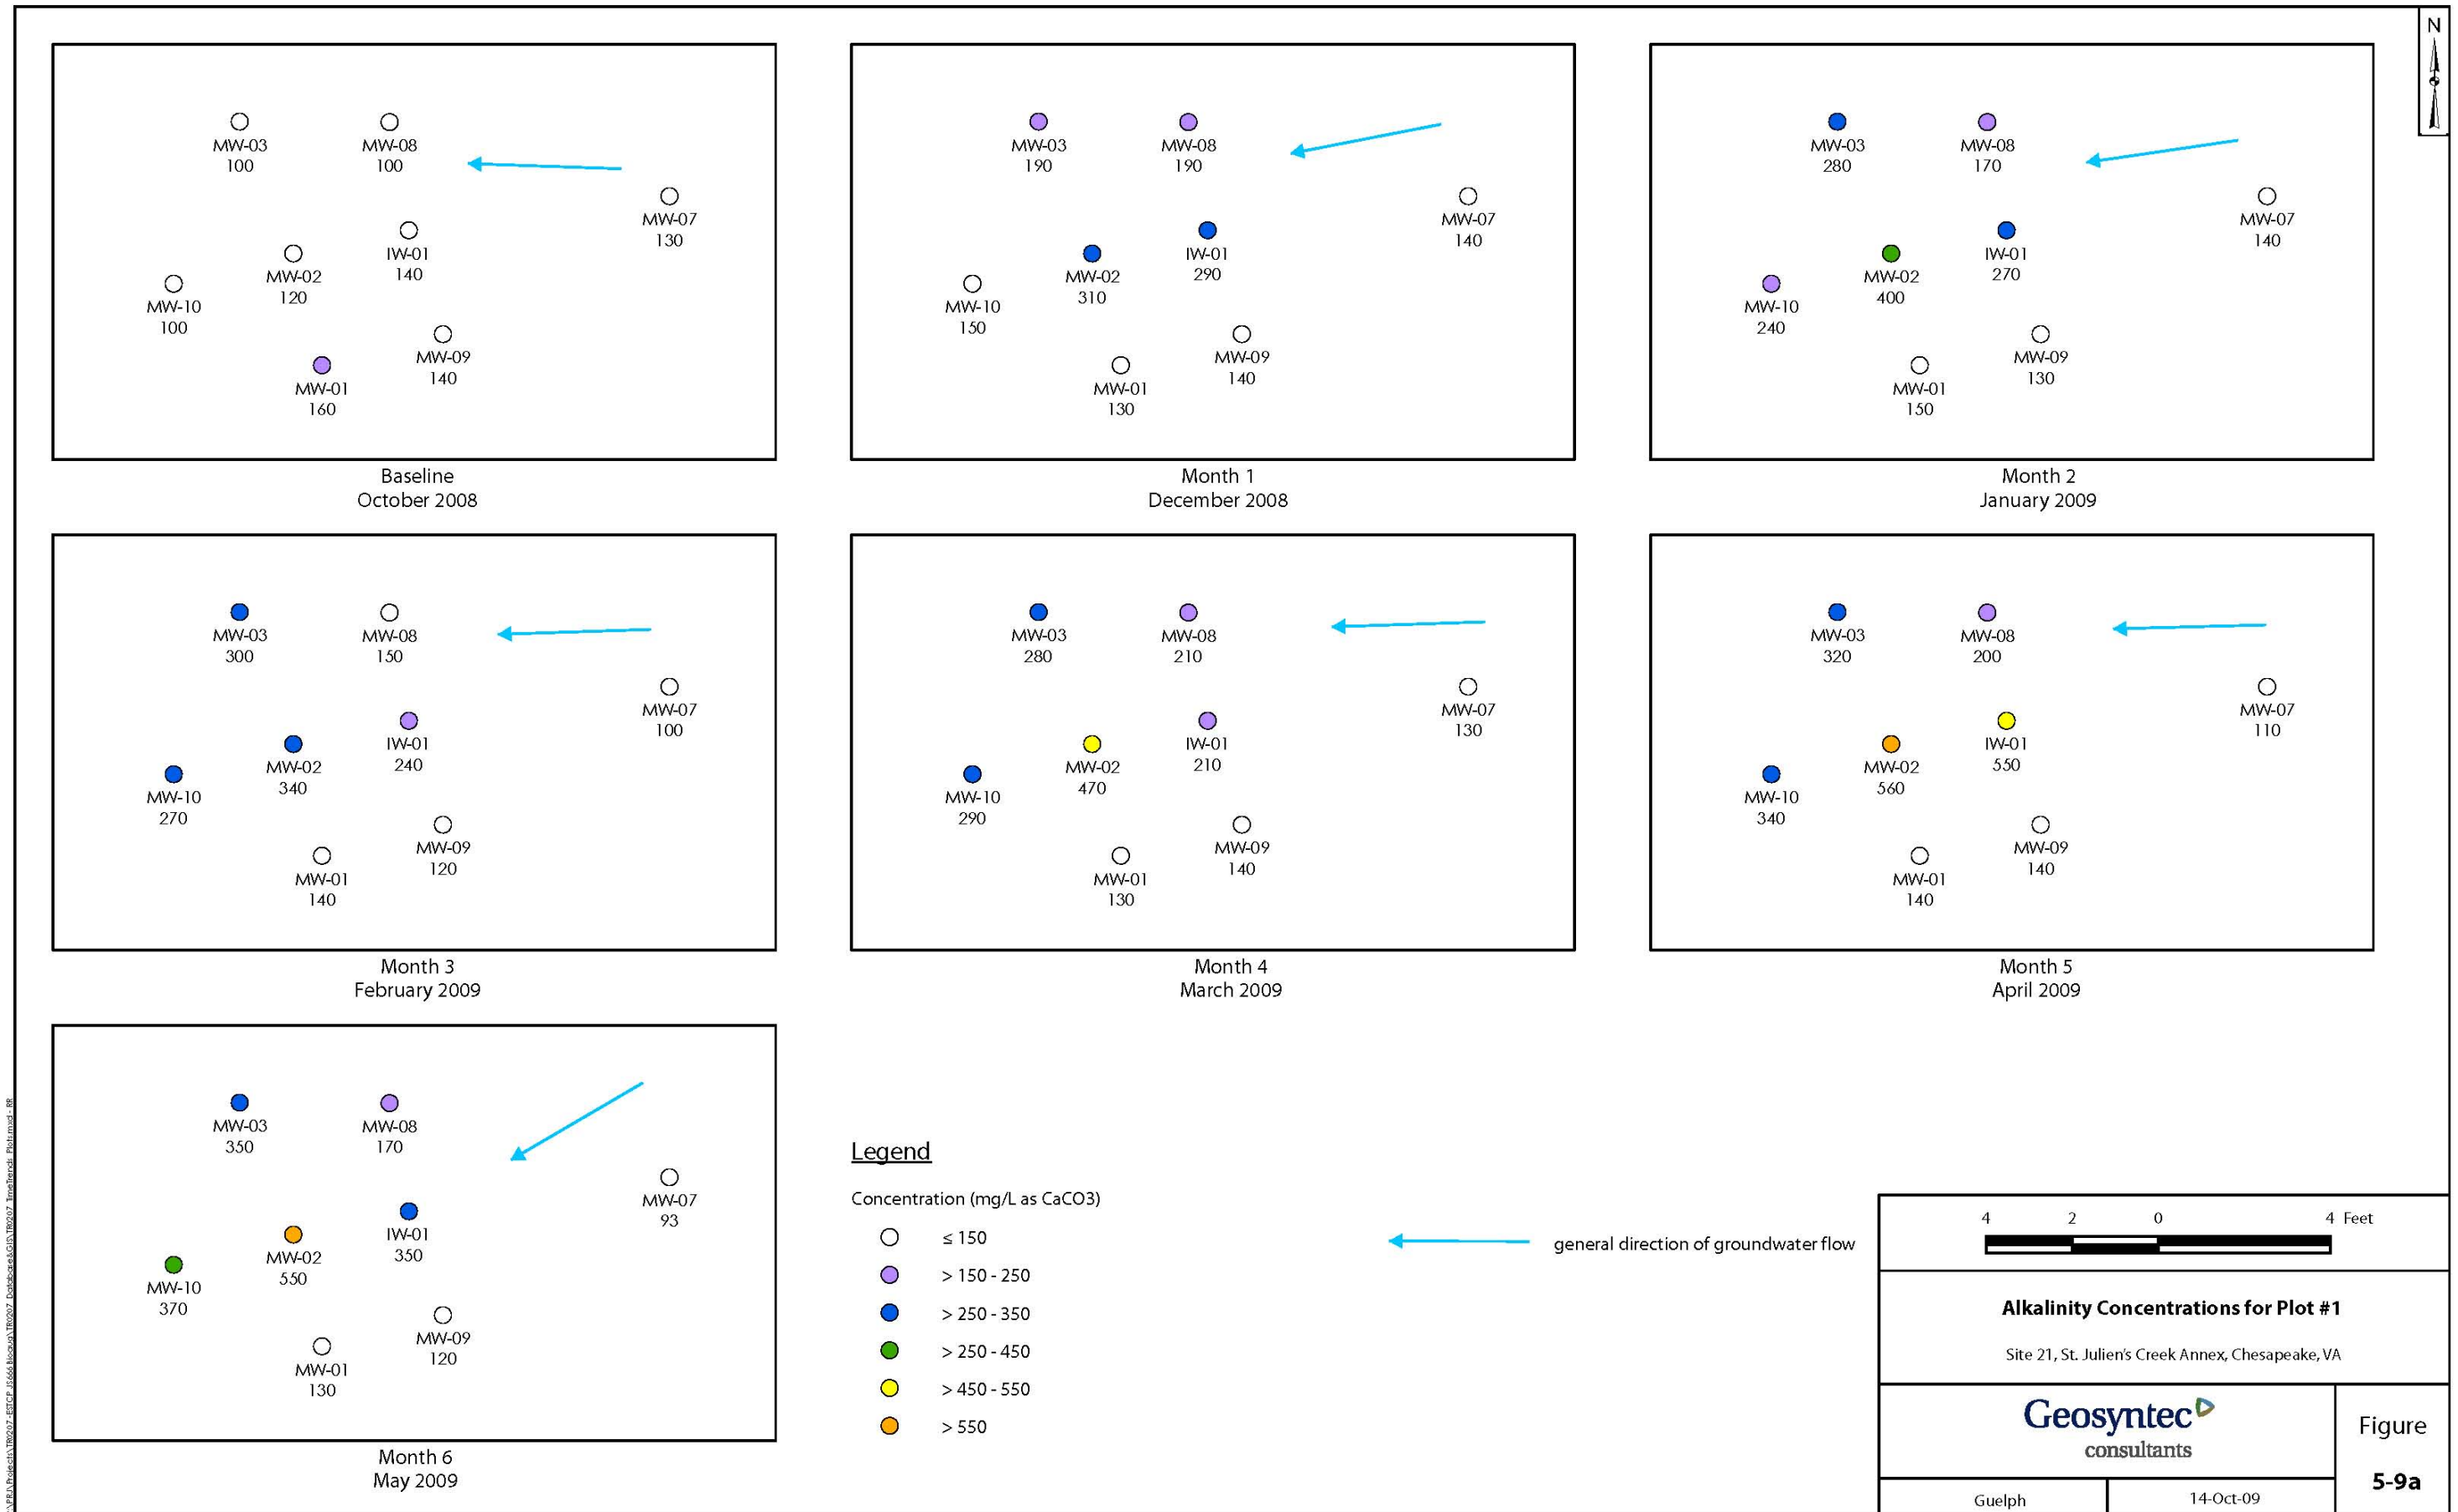 N
MW-03
100
MW-08
100
MW-07
130
IW-01
140
MW-02
120
MW-10
100
MW-09
140
MW-01
160
Baseline
October 2008
MW-03
190
MW-08
190
MW-07
140
IW-01
290
MW-02
310
MW-10
150
MW-09
140
MW-01
130
Month 1
December 2008
MW-03
280
MW-08
170
MW-07
140
IW-01
270
MW-02
400
MW-10
240
MW-09
130
MW-01
150
Month 2
January 2009
MW-03
300
MW-08
150
MW-07
100
IW-01
240
MW-02
340
MW-10
270
MW-09
120
MW-01
140
Month 3
February 2009
MW-03
280
MW-08
210
MW-07
130
IW-01
210
MW-02
470
MW-10
290
MW-09
140
MW-01
130
Month 4
March 2009
MW-03
320
MW-08
200
MW-07
110
IW-01
550
MW-02
560
MW-10
340
MW-09
140
MW-01
140
Month 5
April 2009
MW-03
350
MW-08
170
MW-07
93
IW-01
350
MW-02
550
MW-10
370
MW-09
120
MW-01
130
Month 6
May 2009
Legend
Concentration (mg/L as CaCO3)
≤ 150
> 150 - 250
> 250 - 350
> 250 - 450
> 450 - 550
> 550
general direction of groundwater flow
4 2 0 4 Feet
Alkalinity Concentrations for Plot #1
Site 21, St. Julien's Creek Annex, Chesapeake, VA
Geosyntec
consultants
Figure
5-9a
Guelph
14-Oct-09